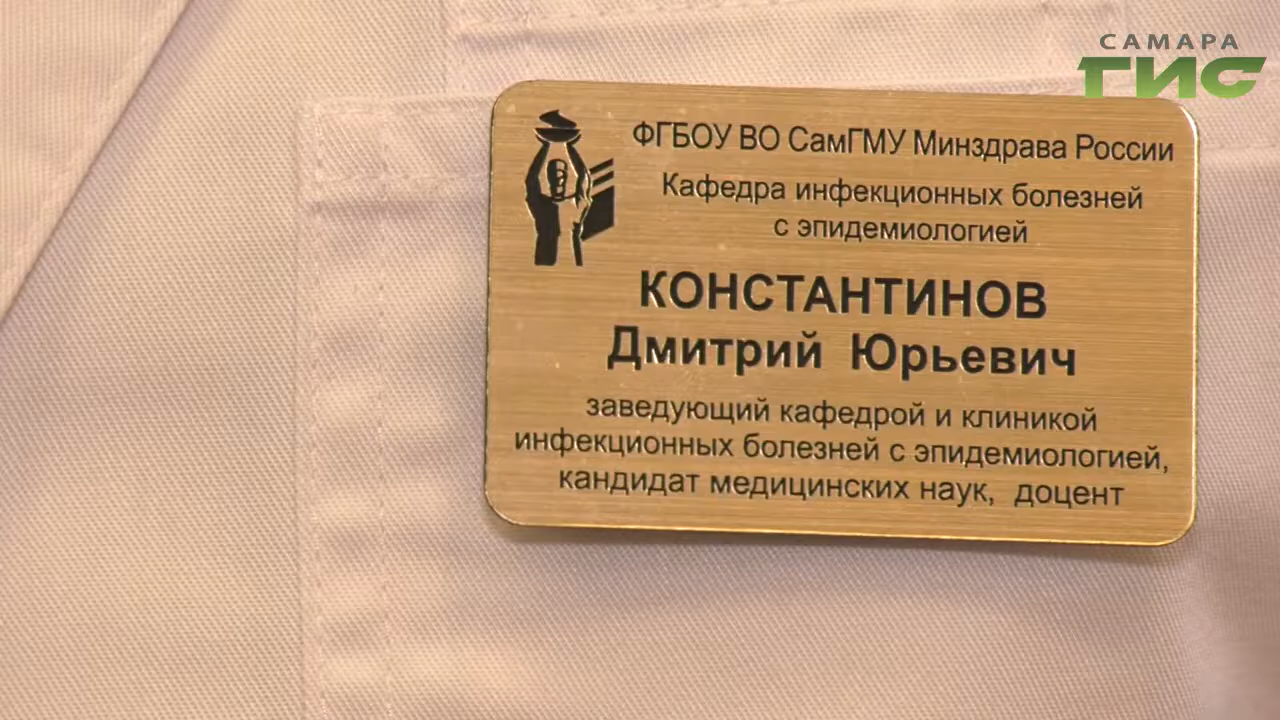 САМАРА
ГИС
ФГБОУ ВО СамГМУ Минздрава России
Кафедра инфекционных болезней
с эпидемиологией
КОНСТАНТИНОВ
Дмитрий Юрьевич
заведующий кафедрой и клиникой
инфекционных болезней с эпидемиологией,
кандидат медицинских наук, доцент